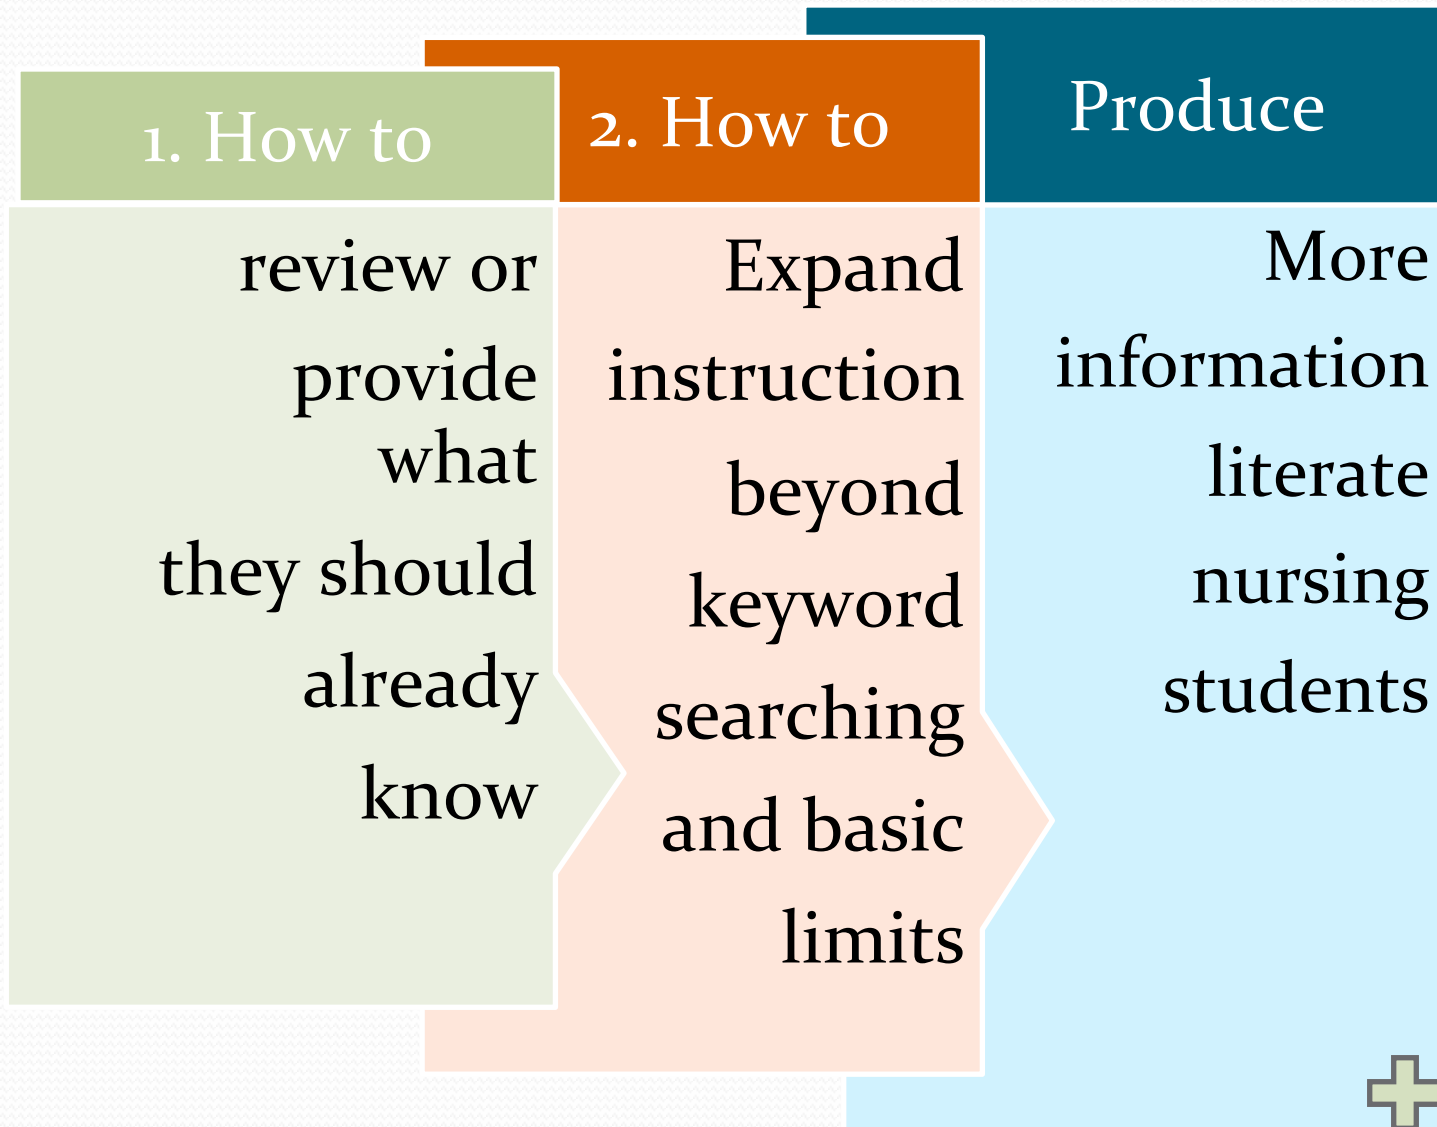 1. How to
review or
provide
what
they should
already
know
2. How to
Expand
instruction
beyond
keyword
searching
and basic
limits
Produce
More
information
literate
nursing
students